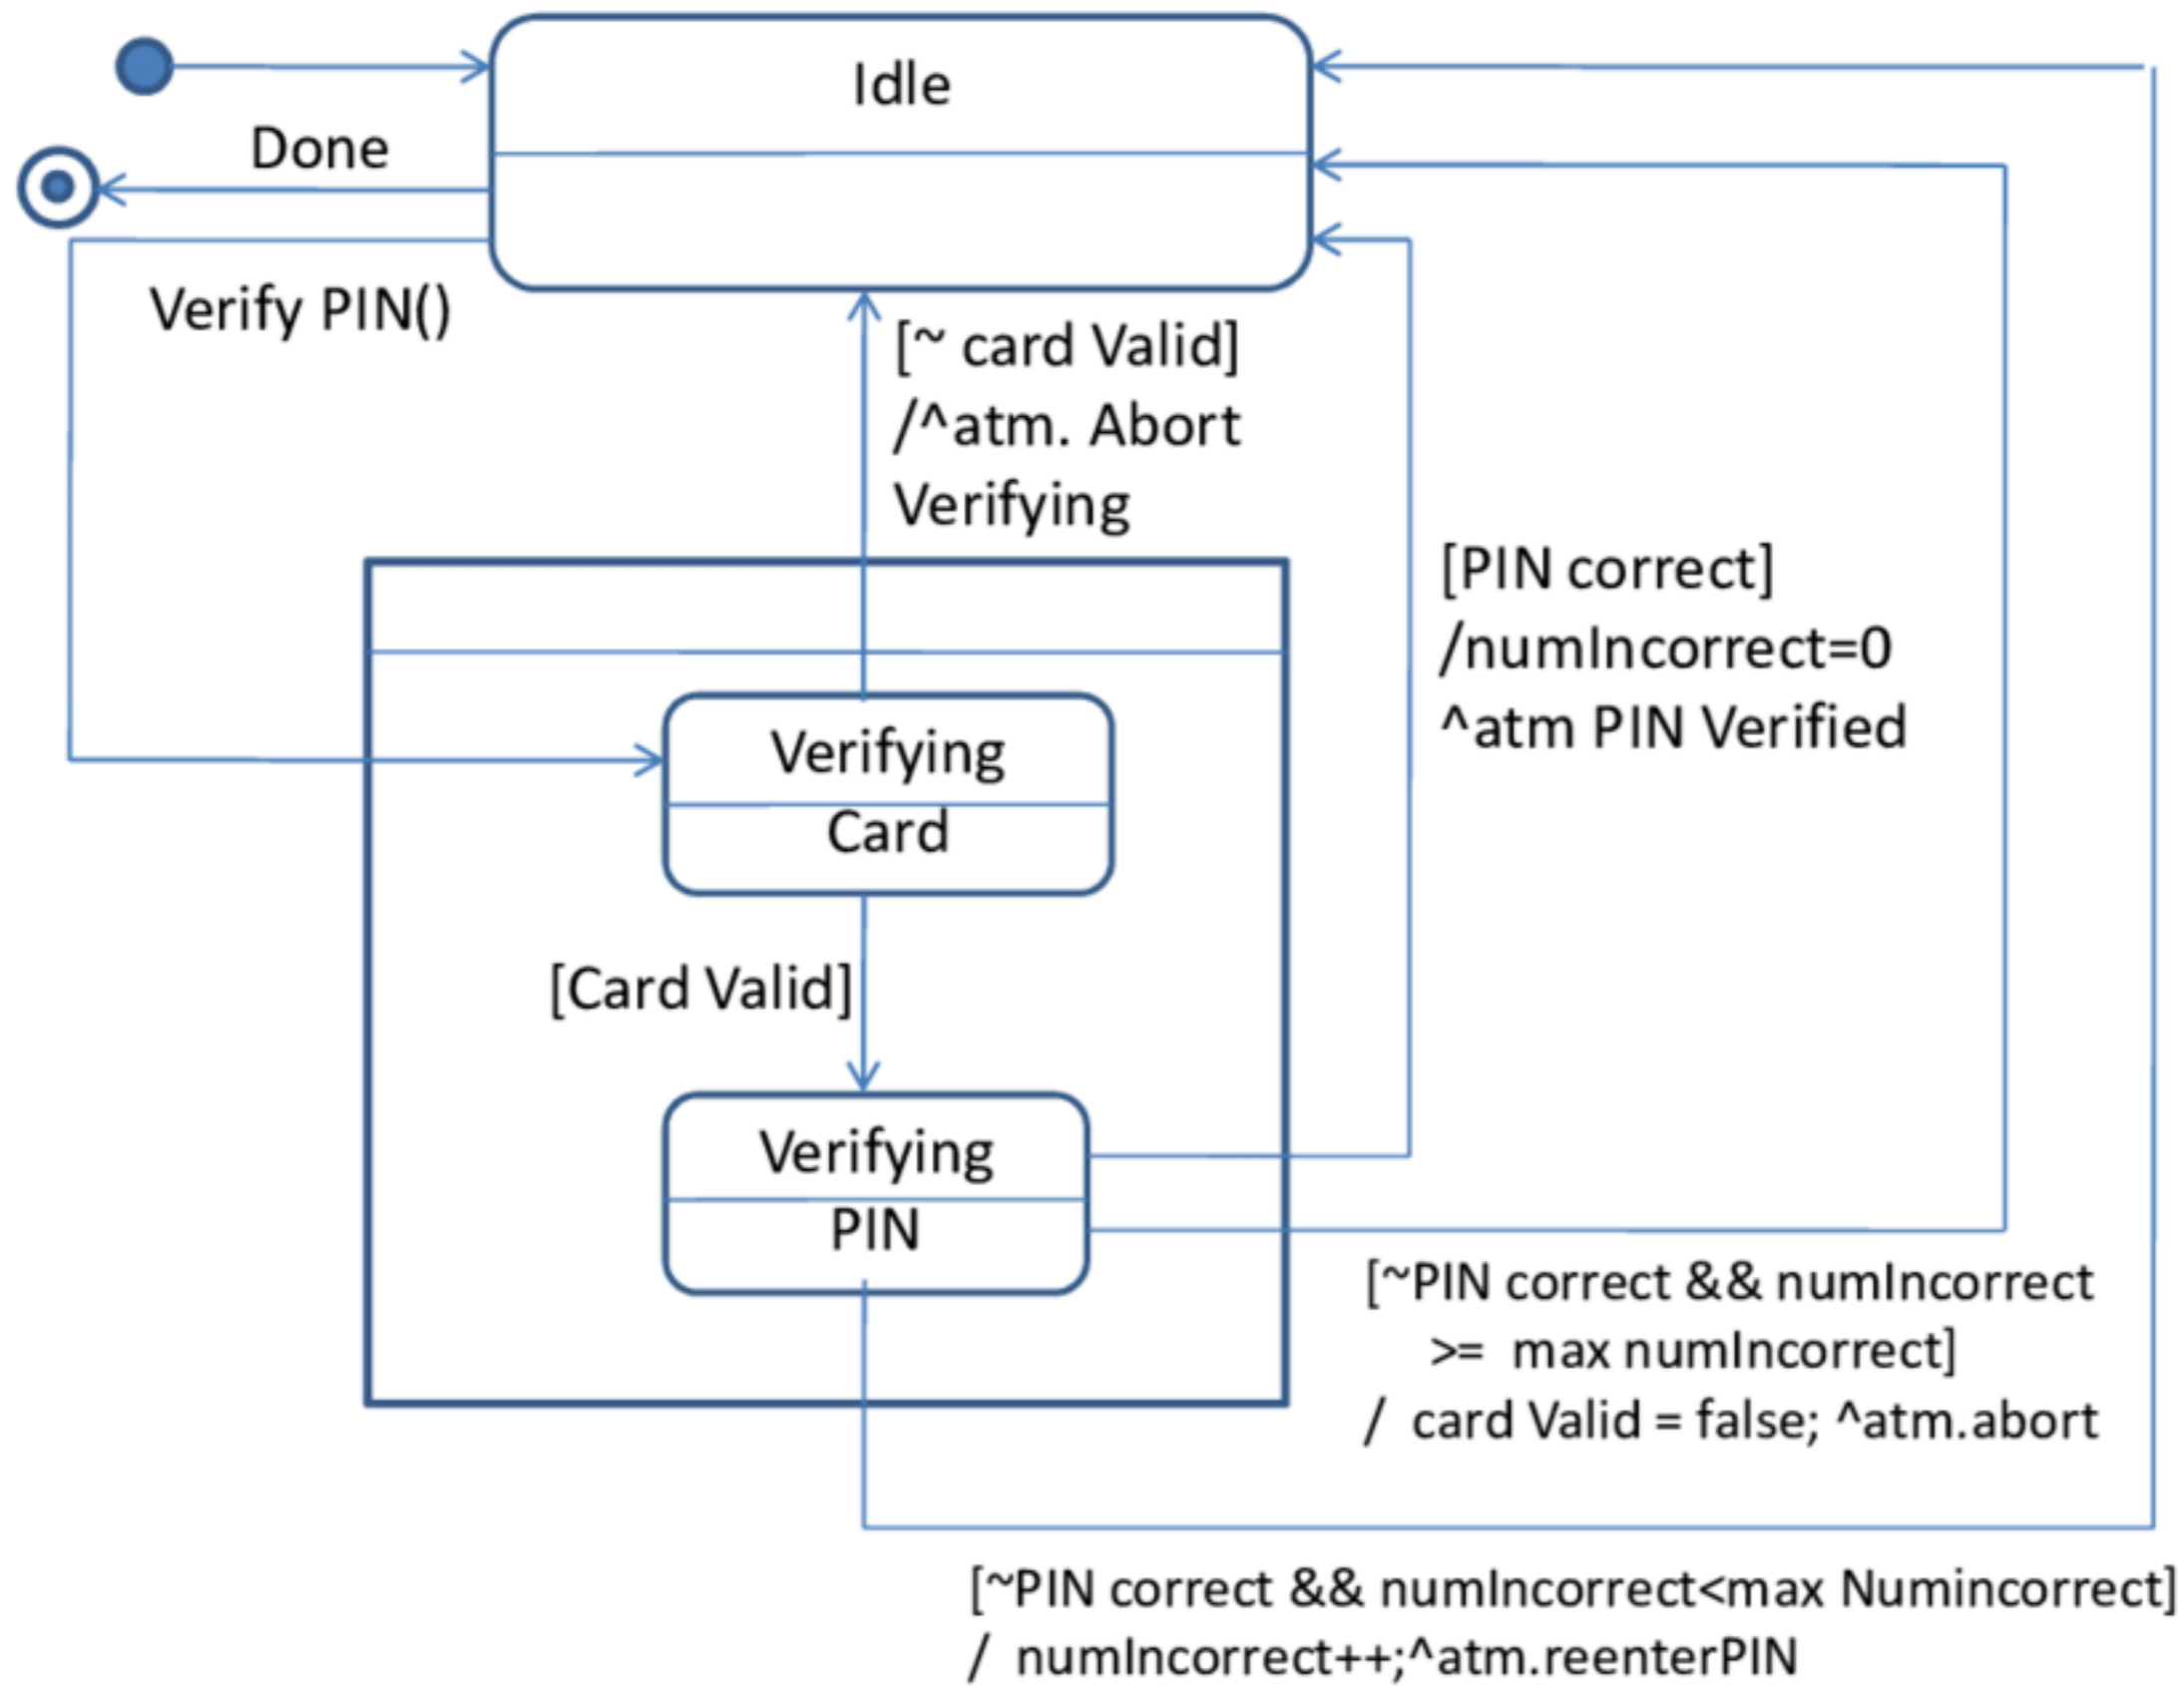 Idle
Done
Verify PIN()
[~ card Valid]
/^atm. Abort
Verifying
[PIN correct]
/numIncorrect=0
^atm PIN Verified
Verifying
Card
[Card Valid]
Verifying
PIN
[~PIN correct && numIncorrect
>= max numIncorrect]
/ card Valid = false; ^atm.abort
[~PIN correct && numIncorrect<max Numincorrect]
/ numIncorrect++;^atm.reenterPIN